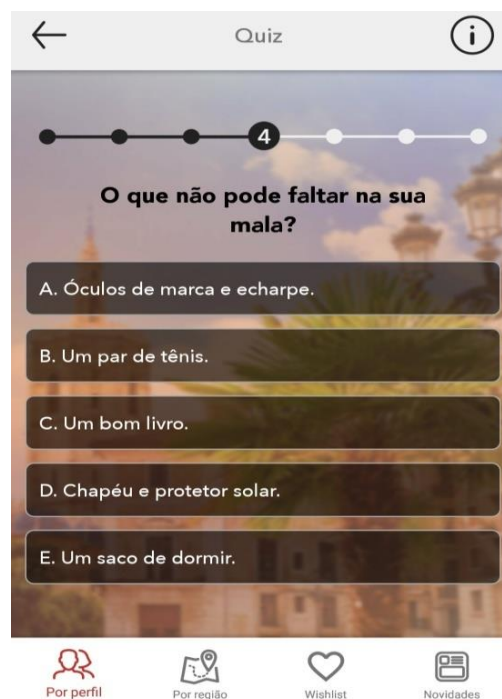 Quiz
4
O que não pode faltar na sua
mala?
A. Óculos de marca e echarpe.
B. Um par de tênis.
C. Um bom livro.
D. Chapéu e protetor solar.
E. Um saco de dormir.
Por perfil
Por região
Wishlist
Novidades